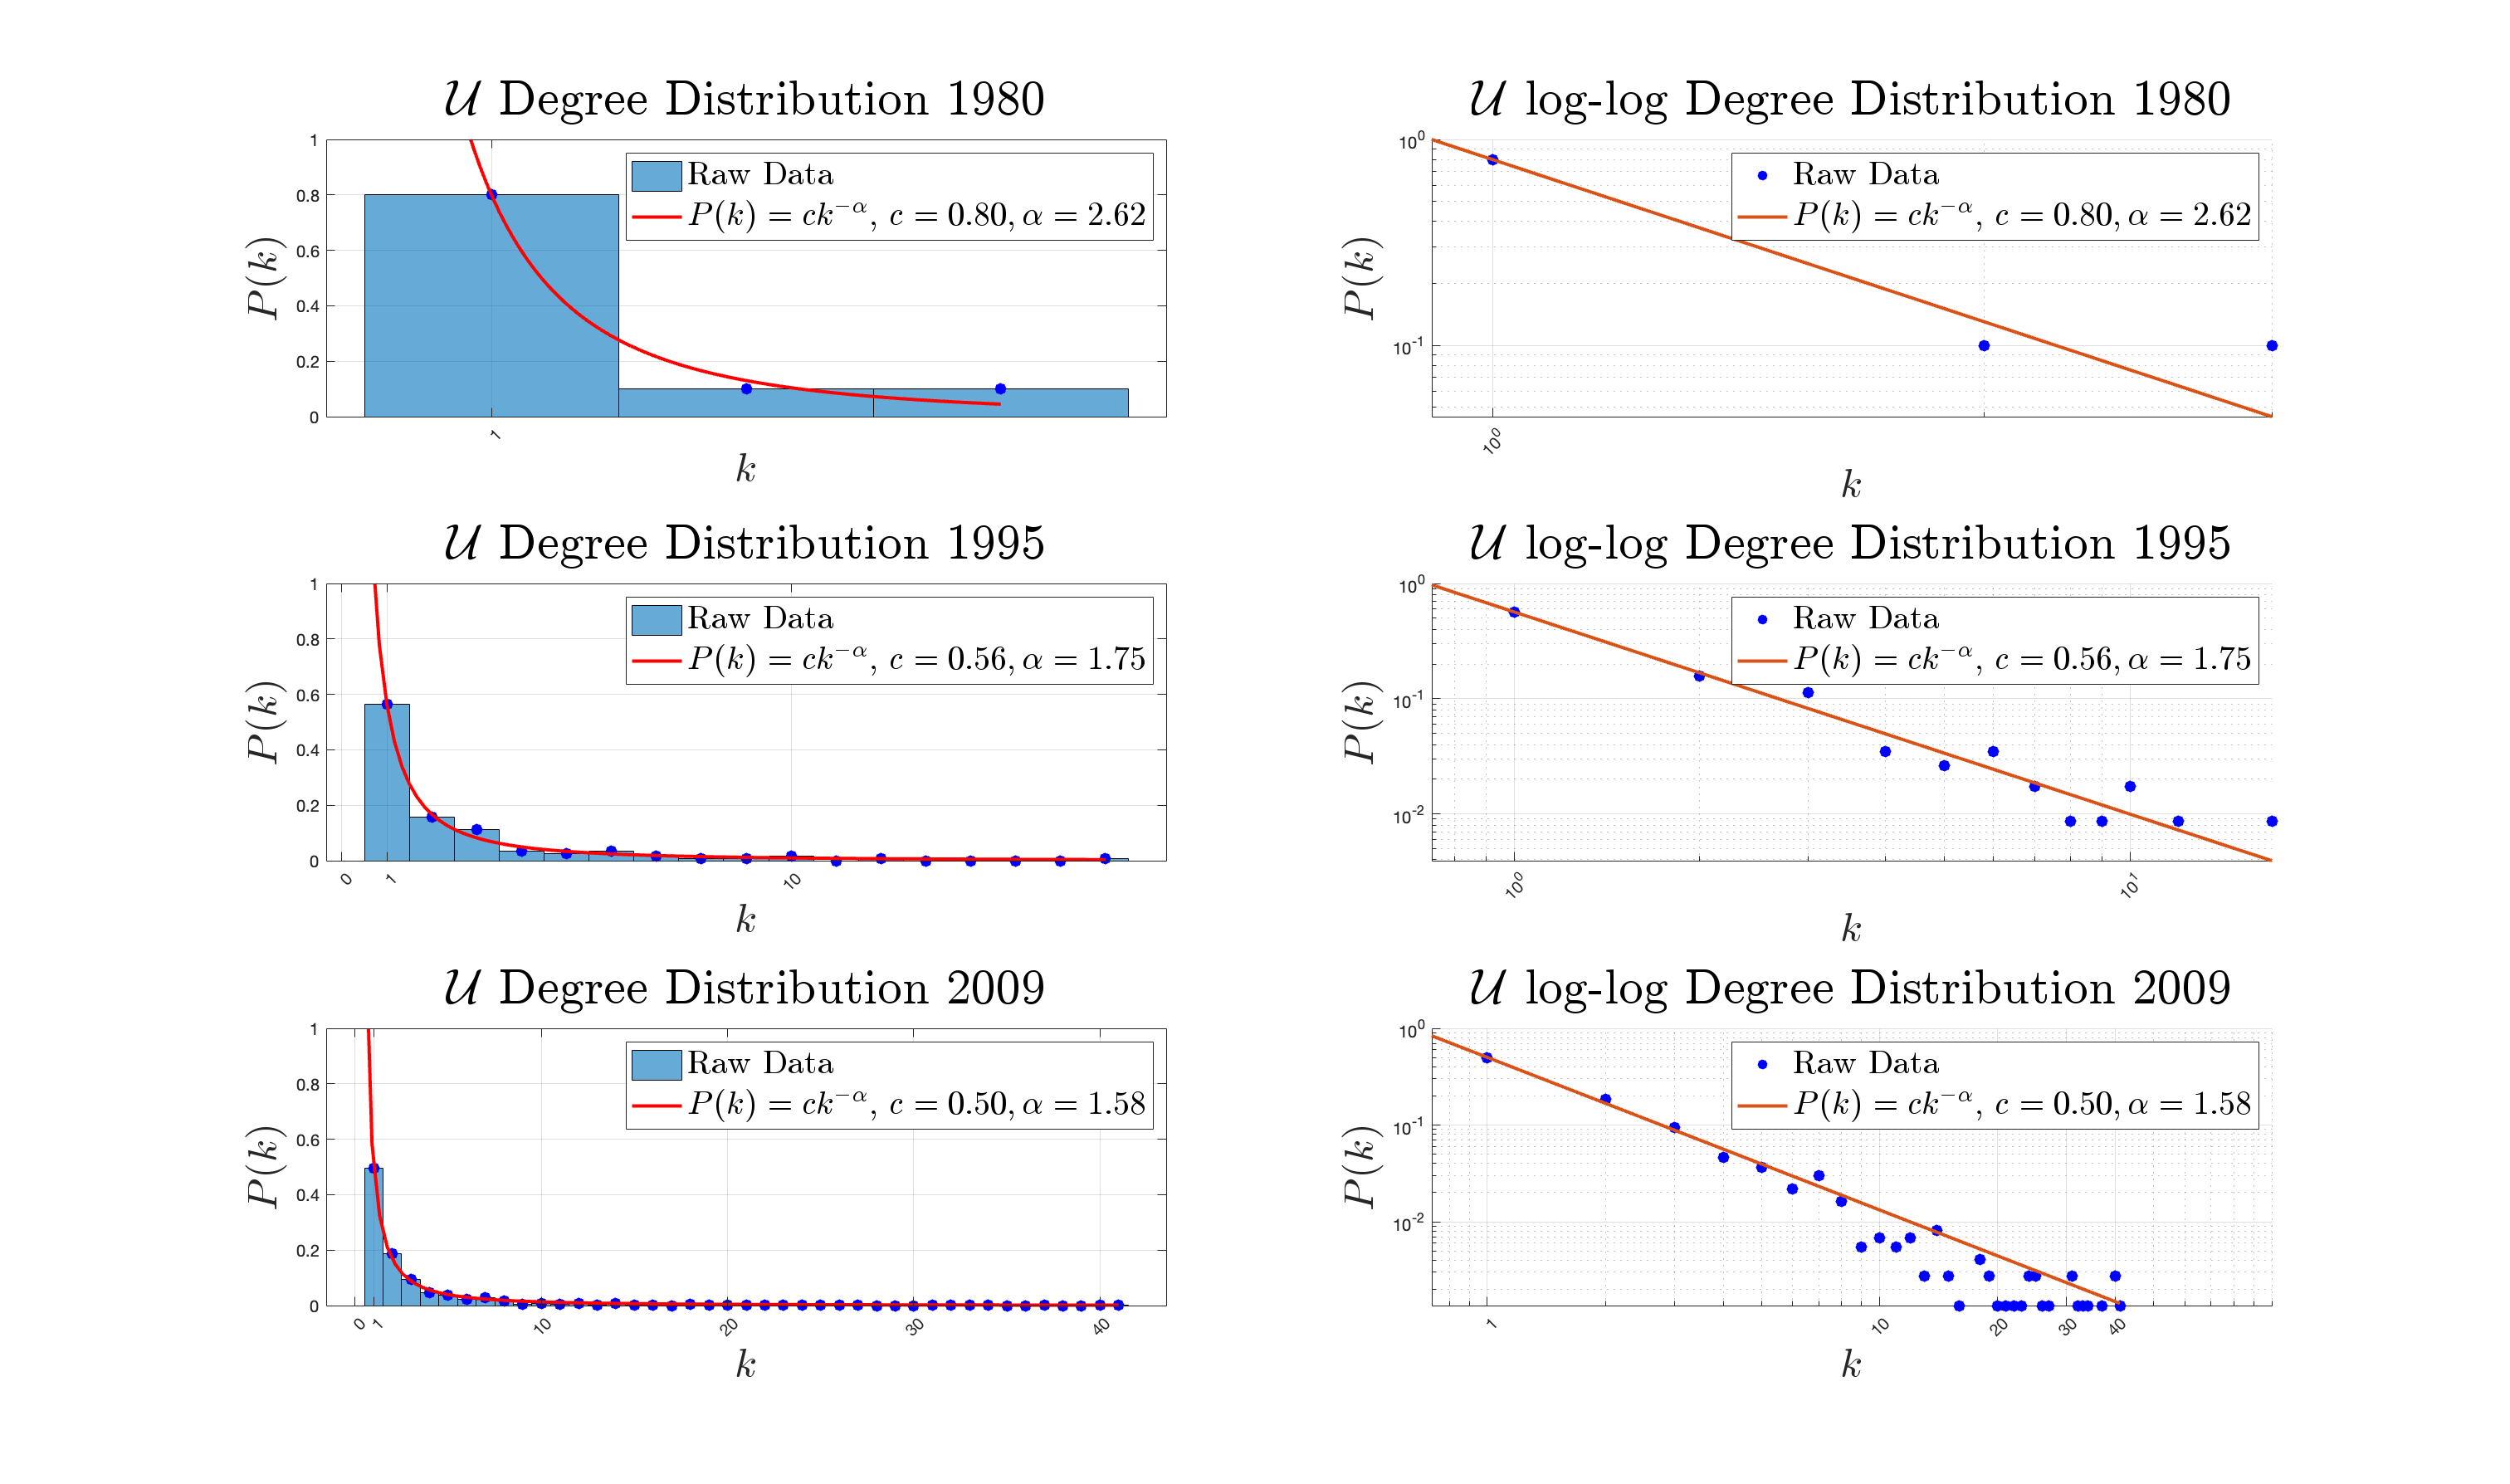 𝒰 Degree Distribution 1980
P(k)
1
0.8
0.6
0.4
0.2
0
Raw Data
P(k) = ck^{-α}, c = 0.80, α = 2.62
1
k
𝒰 log-log Degree Distribution 1980
P(k)
10^0
10^{-1}
Raw Data
P(k) = ck^{-α}, c = 0.80, α = 2.62
10^0
k
𝒰 Degree Distribution 1995
P(k)
1
0.8
0.6
0.4
0.2
0
Raw Data
P(k) = ck^{-α}, c = 0.56, α = 1.75
0 1 10
k
𝒰 log-log Degree Distribution 1995
P(k)
10^0
10^{-1}
10^{-2}
Raw Data
P(k) = ck^{-α}, c = 0.56, α = 1.75
10^0 10^1
k
𝒰 Degree Distribution 2009
P(k)
1
0.8
0.6
0.4
0.2
0
Raw Data
P(k) = ck^{-α}, c = 0.50, α = 1.58
0 1 10 20 30 40
k
𝒰 log-log Degree Distribution 2009
P(k)
10^0
10^{-1}
10^{-2}
Raw Data
P(k) = ck^{-α}, c = 0.50, α = 1.58
1 10 20 30 40
k